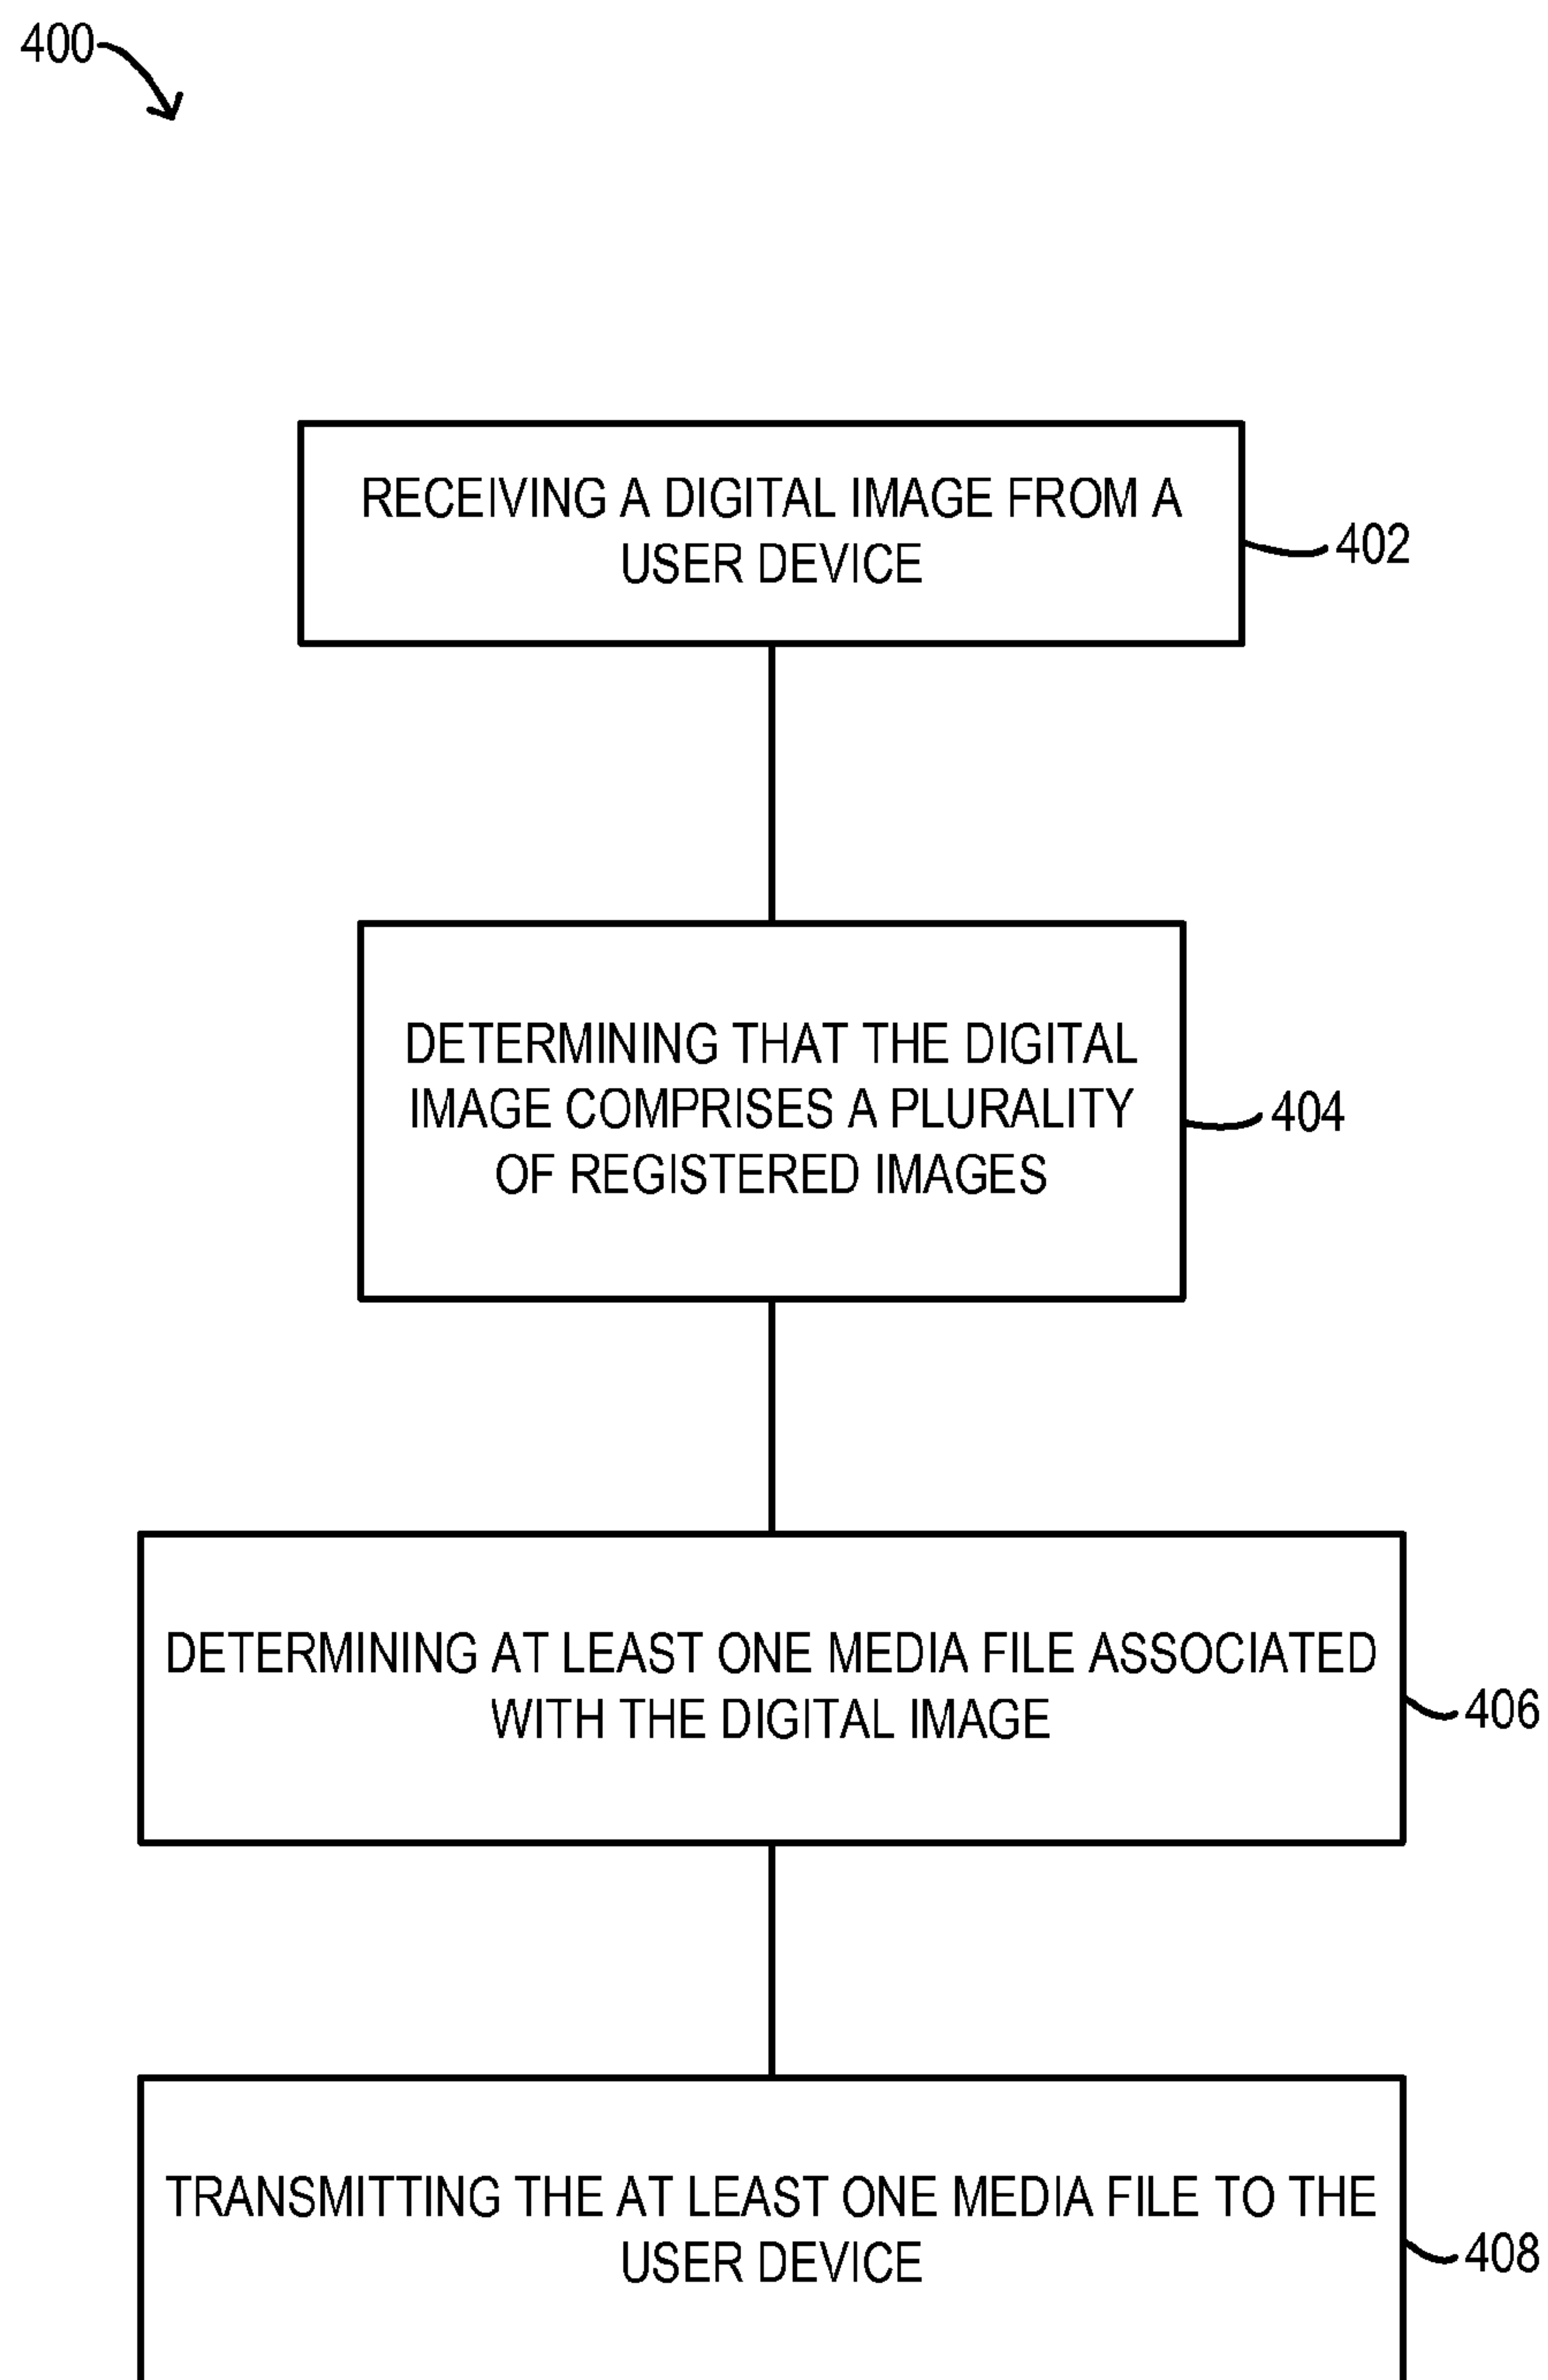 400
RECEIVING A DIGITAL IMAGE FROM A
USER DEVICE
402
DETERMINING THAT THE DIGITAL
IMAGE COMPRISES A PLURALITY
OF REGISTERED IMAGES
404
DETERMINING AT LEAST ONE MEDIA FILE ASSOCIATED
WITH THE DIGITAL IMAGE
406
TRANSMITTING THE AT LEAST ONE MEDIA FILE TO THE
USER DEVICE
408